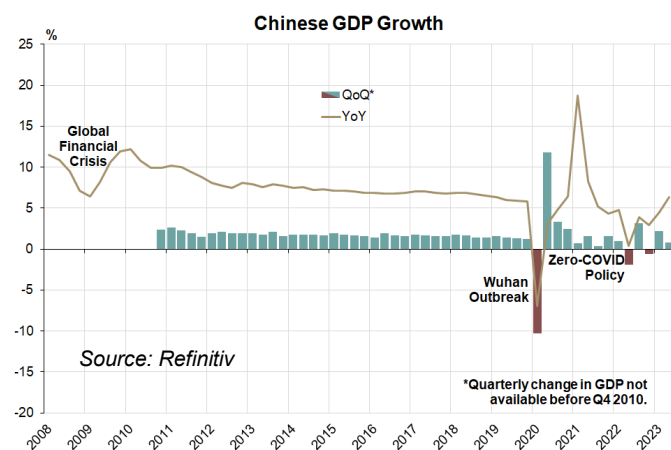 Chinese GDP Growth
%
25
20
15
10
5
0
-5
-10
-15
-20
QoQ*
YoY
Global
Financial
Crisis
Wuhan
Outbreak
Zero-COVID
Policy
Source: Refinitiv
*Quarterly change in GDP not
available before Q4 2010.
2008
2009
2010
2011
2012
2013
2014
2015
2016
2017
2018
2019
2020
2021
2022
2023